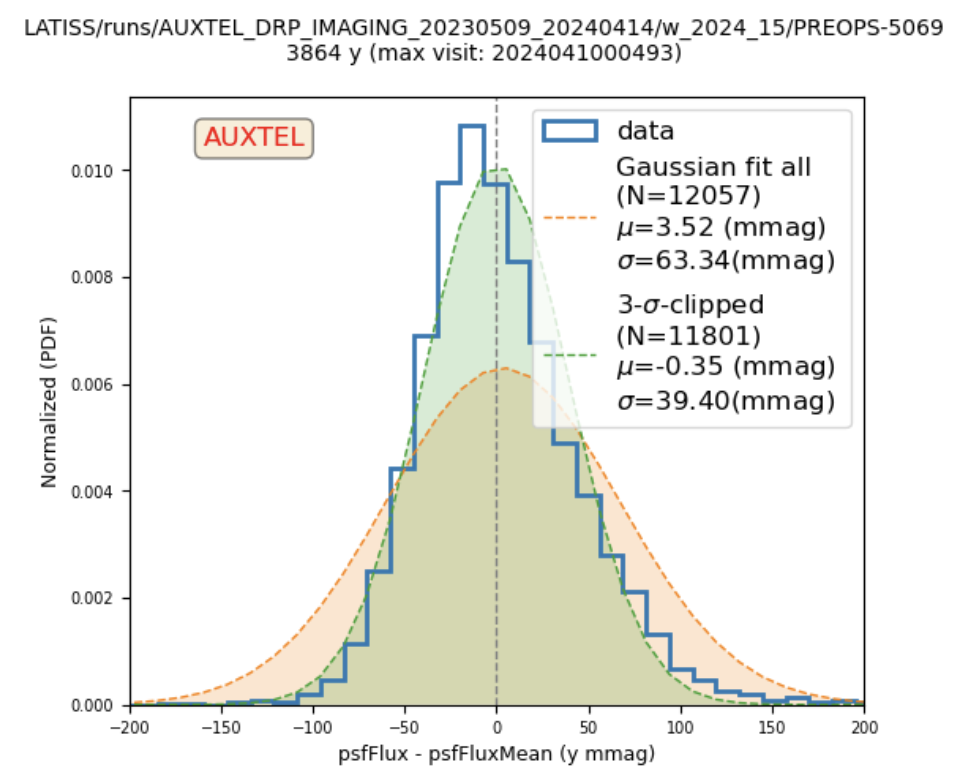 LATISS/runs/AUXTEL_DRP_IMAGING_20230509_20240414/w_2024_15/PREOPS-5069
3864 y (max visit: 2024041000493)
AUXTEL
data
Gaussian fit all
(N=12057)
μ=3.52 (mmag)
σ=63.34(mmag)
3-σ-clipped
(N=11801)
μ=-0.35 (mmag)
σ=39.40(mmag)
Normalized (PDF)
0.010
0.008
0.006
0.004
0.002
0.000
−200 −150 −100 −50 0 50 100 150 200
psfFlux - psfFluxMean (y mmag)